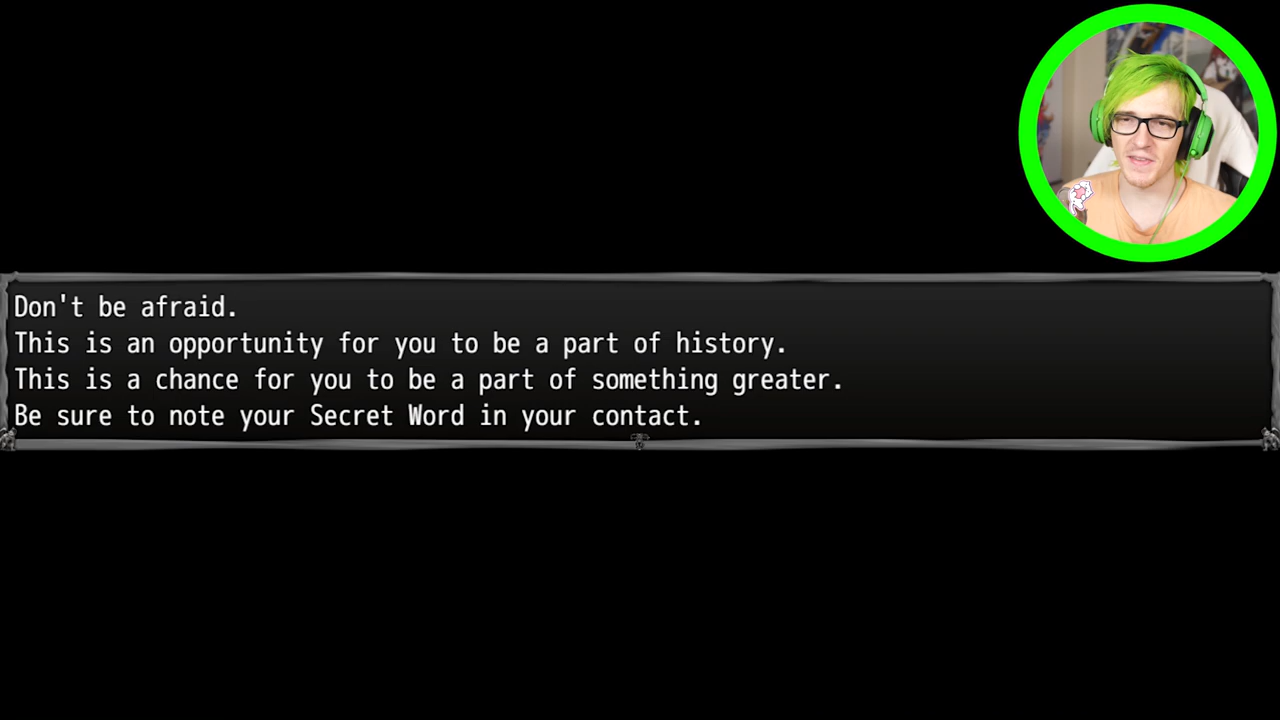 Don't be afraid.
This is an opportunity for you to be a part of history.
This is a chance for you to be a part of something greater.
Be sure to note your Secret Word in your contact.